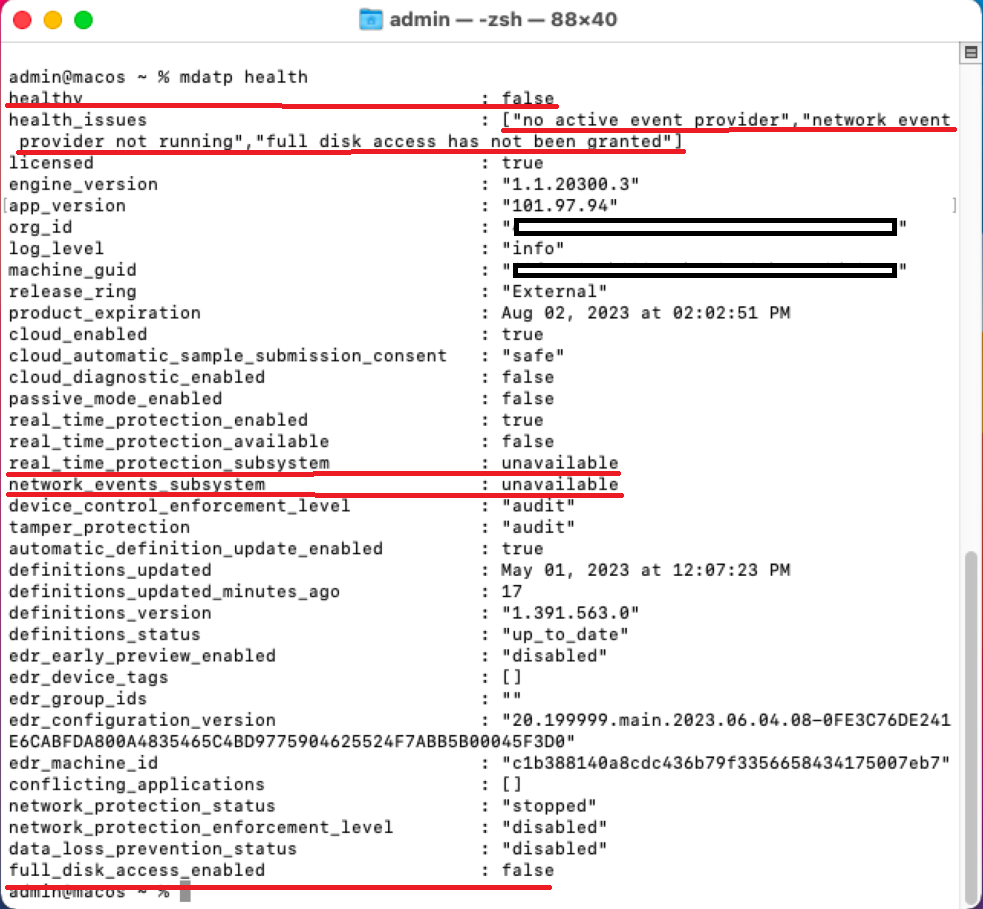 admin — -zsh — 88×40
admin@macos ~ % mdatp health
healthy : false
health_issues : ["no active event provider","network event
provider not running","full disk access has not been granted"]
licensed : true
engine_version : "1.1.20300.3"
[app_version : "101.97.94" ]
org_id : " "
log_level : "info"
machine_guid : " "
release_ring : "External"
product_expiration : Aug 02, 2023 at 02:02:51 PM
cloud_enabled : true
cloud_automatic_sample_submission_consent : "safe"
cloud_diagnostic_enabled : false
passive_mode_enabled : false
real_time_protection_enabled : true
real_time_protection_available : false
real_time_protection_subsystem : unavailable
network_events_subsystem : unavailable
device_control_enforcement_level : "audit"
tamper_protection : "audit"
automatic_definition_update_enabled : true
definitions_updated : May 01, 2023 at 12:07:23 PM
definitions_updated_minutes_ago : 17
definitions_version : "1.391.563.0"
definitions_status : "up_to_date"
edr_early_preview_enabled : "disabled"
edr_device_tags : []
edr_group_ids : ""
edr_configuration_version : "20.199999.main.2023.06.04.08-0FE3C76DE241
E6CABFDA800A4835465C4BD9775904625524F7ABB5B00045F3D0"
edr_machine_id : "c1b388140a8cdc436b79f3356658434175007eb7"
conflicting_applications : []
network_protection_status : "stopped"
network_protection_enforcement_level : "disabled"
data_loss_prevention_status : "disabled"
full_disk_access_enabled : false
admin@macos ~ %